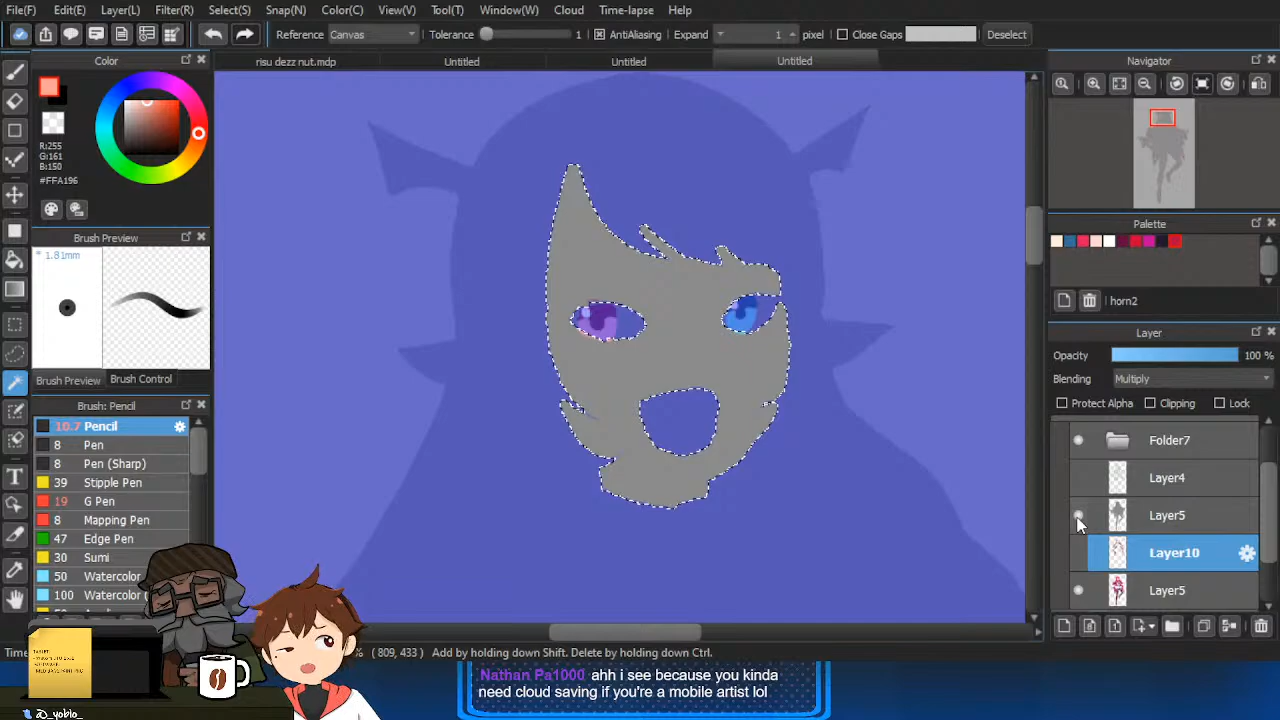 File(F) Edit(E) Layer(L) Filter(R) Select(S) Snap(N) Color(C) View(V) Tool(T) Window(W) Cloud Time-lapse Help
Reference Canvas Tolerance 1 AntiAliasing Expand 1 pixel Close Gaps Deselect
Color risu dezz nut.mdp Untitled Untitled Untitled Navigator
R:255
G:161
B:150
#FFA196
Palette
Brush Preview
* 1.81mm
horn2
Layer
Opacity 100 %
Brush Preview Brush Control
Blending Multiply
Protect Alpha Clipping Lock
Brush: Pencil
10.7 Pencil
8 Pen
8 Pen (Sharp)
39 Stipple Pen
19 G Pen
8 Mapping Pen
47 Edge Pen
30 Sumi
50 Watercolor
100 Watercolor
Folder7
Layer4
Layer5
Layer10
Layer5
% ( 809, 433 ) Add by holding down Shift. Delete by holding down Ctrl.
TABLET:
SOFTWARE:
Nathan Pa1000 ahh i see because you kinda
need cloud saving if you're a mobile artist lol
@_yoblo_